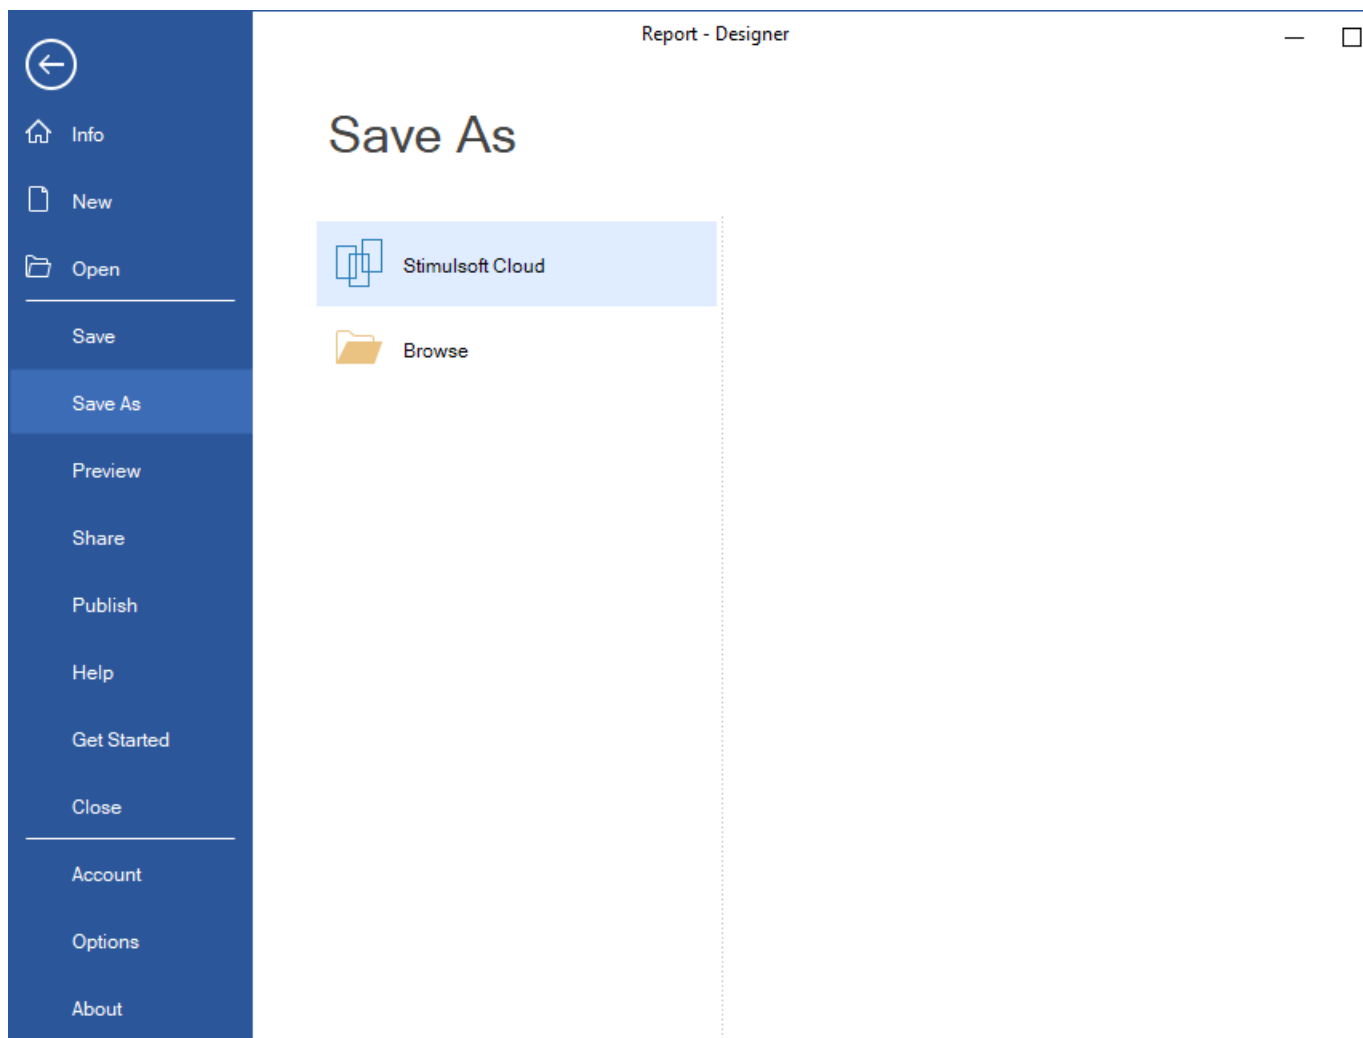 Report - Designer
Info
New
Open
Save
Save As
Preview
Share
Publish
Help
Get Started
Close
Account
Options
About
Save As
Stimulsoft Cloud
Browse